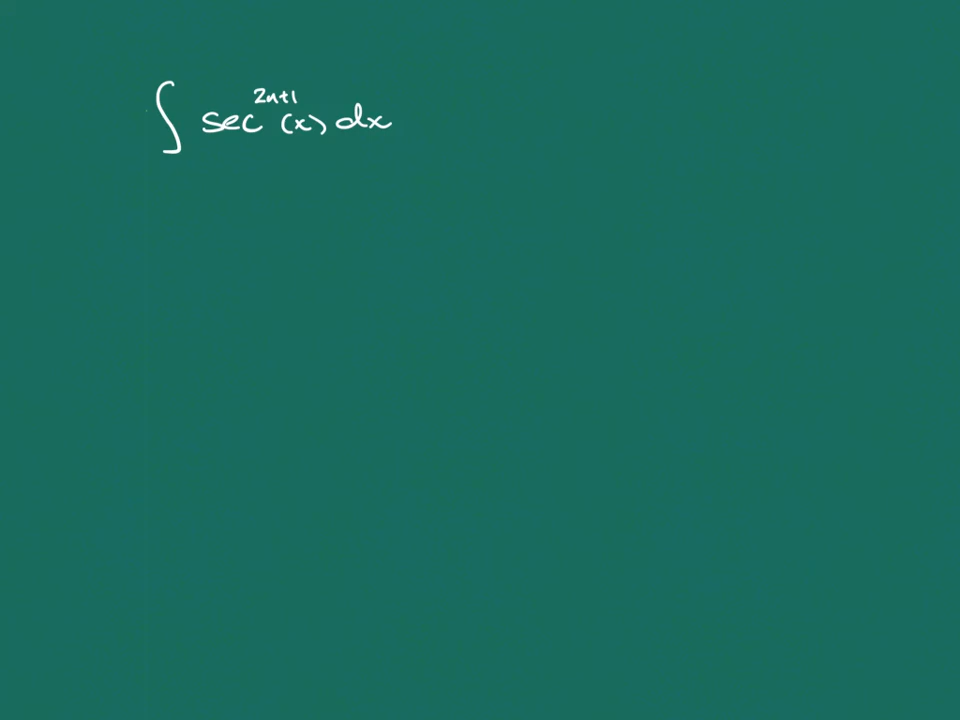 ∫ sec^{2n+1}(x) dx